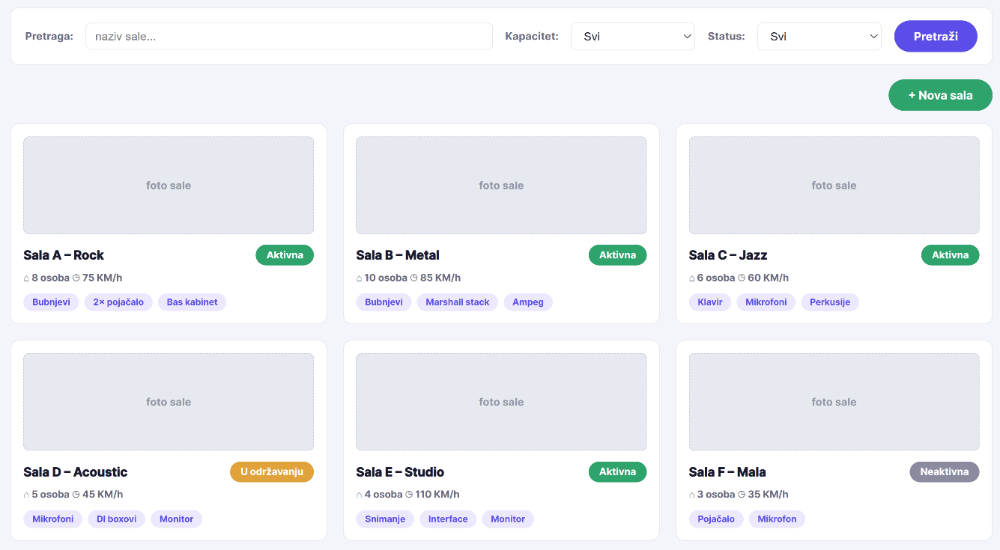 Pretraga: naziv sale... Kapacitet: Svi Status: Svi Pretraži
+ Nova sala
foto sale foto sale foto sale
Sala A – Rock Aktivna Sala B – Metal Aktivna Sala C – Jazz Aktivna
⌂ 8 osoba ◷ 75 KM/h ⌂ 10 osoba ◷ 85 KM/h ⌂ 6 osoba ◷ 60 KM/h
Bubnjevi 2× pojačalo Bas kabinet Bubnjevi Marshall stack Ampeg Klavir Mikrofoni Perkusije
foto sale foto sale foto sale
Sala D – Acoustic U održavanju Sala E – Studio Aktivna Sala F – Mala Neaktivna
⌂ 5 osoba ◷ 45 KM/h ⌂ 4 osoba ◷ 110 KM/h ⌂ 3 osoba ◷ 35 KM/h
Mikrofoni DI boxovi Monitor Snimanje Interface Monitor Pojačalo Mikrofon